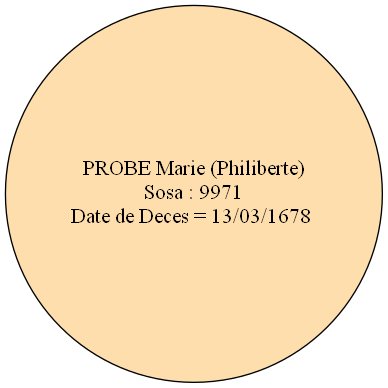 PROBE Marie (Philiberte)
Sosa : 9971
Date de Deces = 13/03/1678